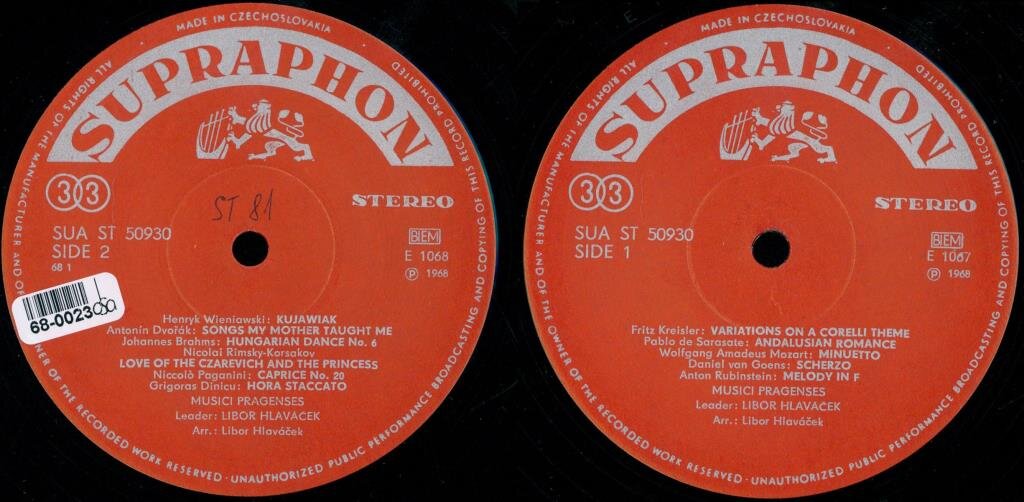 MADE IN CZECHOSLOVAKIA
ALL RIGHTS OF THE MANUFACTURER AND OF THE OWNER OF THE RECORDED WORK RESERVED · UNAUTHORIZED PUBLIC PERFORMANCE BROADCASTING AND COPYING OF THIS RECORD PROHIBITED
SUPRAPHON
33
ST 81
STEREO
SUA ST 50930
SIDE 2
68 1
BIEM
E 1068
Ⓟ 1968
68-0023
Henryk Wieniawski: KUJAWIAK
Antonín Dvořák: SONGS MY MOTHER TAUGHT ME
Johannes Brahms: HUNGARIAN DANCE No. 6
Nicolai Rimsky-Korsakov
LOVE OF THE CZAREVICH AND THE PRINCESS
Niccolò Paganini: CAPRICE No. 20
Grigoras Dinicu: HORA STACCATO
MUSICI PRAGENSES
Leader: LIBOR HLAVÁČEK
Arr.: Libor Hlaváček
MADE IN CZECHOSLOVAKIA
ALL RIGHTS OF THE MANUFACTURER AND OF THE OWNER OF THE RECORDED WORK RESERVED · UNAUTHORIZED PUBLIC PERFORMANCE BROADCASTING AND COPYING OF THIS RECORD PROHIBITED
SUPRAPHON
33
STEREO
SUA ST 50930
SIDE 1
BIEM
E 1067
Ⓟ 1968
Fritz Kreisler: VARIATIONS ON A CORELLI THEME
Pablo de Sarasate: ANDALUSIAN ROMANCE
Wolfgang Amadeus Mozart: MINUETTO
Daniel van Goens: SCHERZO
Anton Rubinstein: MELODY IN F
MUSICI PRAGENSES
Leader: LIBOR HLAVÁČEK
Arr.: Libor Hlaváček